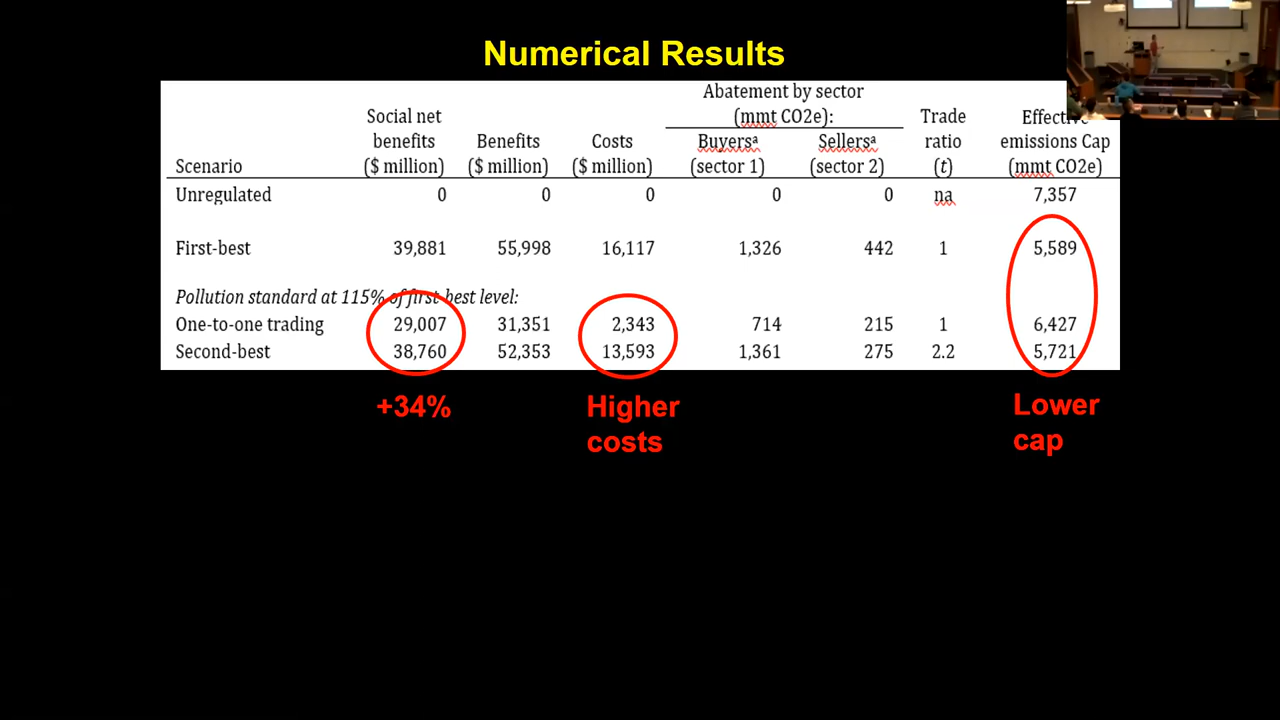 Numerical Results
Abatement by sector
Social net (mmt CO2e): Trade Effective
benefits Benefits Costs Buyersᵃ Sellersᵃ ratio emissions Cap
Scenario ($ million) ($ million) ($ million) (sector 1) (sector 2) (t) (mmt CO2e)
Unregulated 0 0 0 0 0 na 7,357
First-best 39,881 55,998 16,117 1,326 442 1 5,589
Pollution standard at 115% of first-best level:
One-to-one trading 29,007 31,351 2,343 714 215 1 6,427
Second-best 38,760 52,353 13,593 1,361 275 2.2 5,721
+34% Higher Lower
costs cap